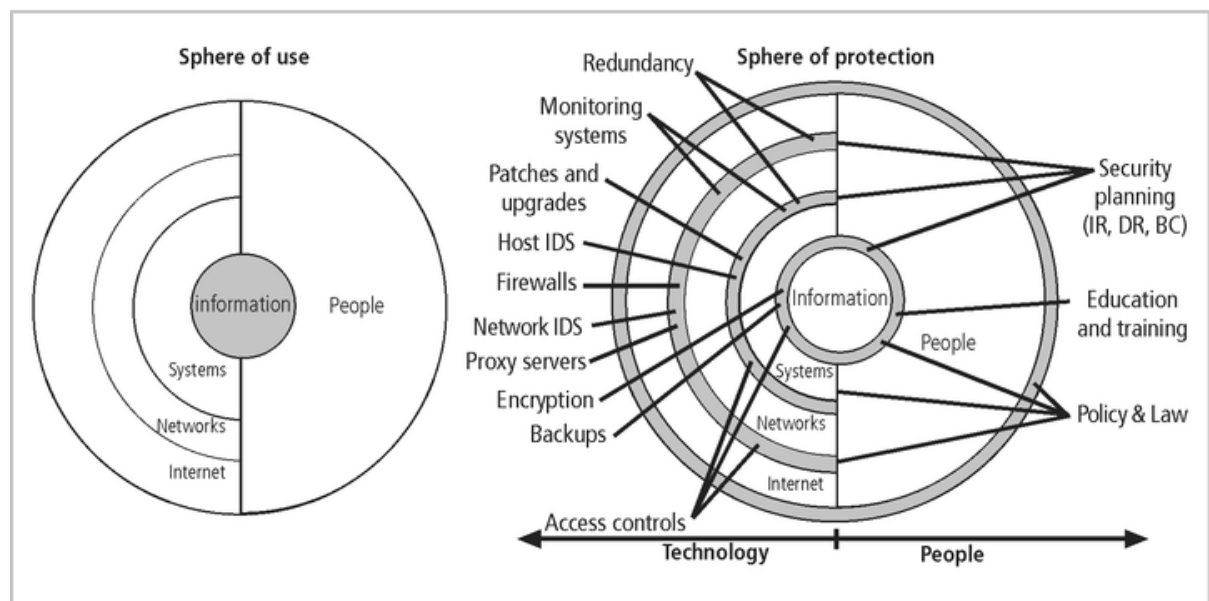 Sphere of use
information
People
Systems
Networks
Internet
Sphere of protection
Redundancy
Monitoring
systems
Patches and
upgrades
Host IDS
Firewalls
Network IDS
Proxy servers
Encryption
Backups
Access controls
Information
People
Systems
Networks
Internet
Security
planning
(IR, DR, BC)
Education
and training
Policy & Law
Technology
People